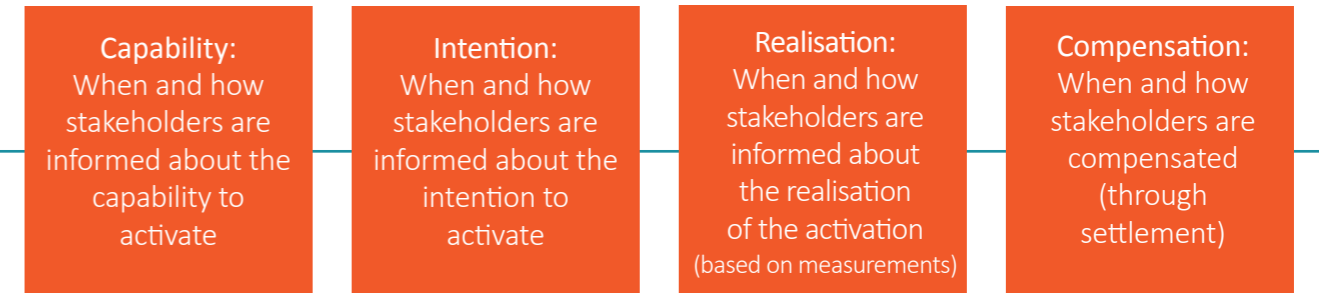 Capability:
When and how
stakeholders are
informed about the
capability to
activate
Intention:
When and how
stakeholders are
informed about the
intention to
activate
Realisation:
When and how
stakeholders are
informed about
the realisation
of the activation
(based on measurements)
Compensation:
When and how
stakeholders are
compensated
(through
settlement)